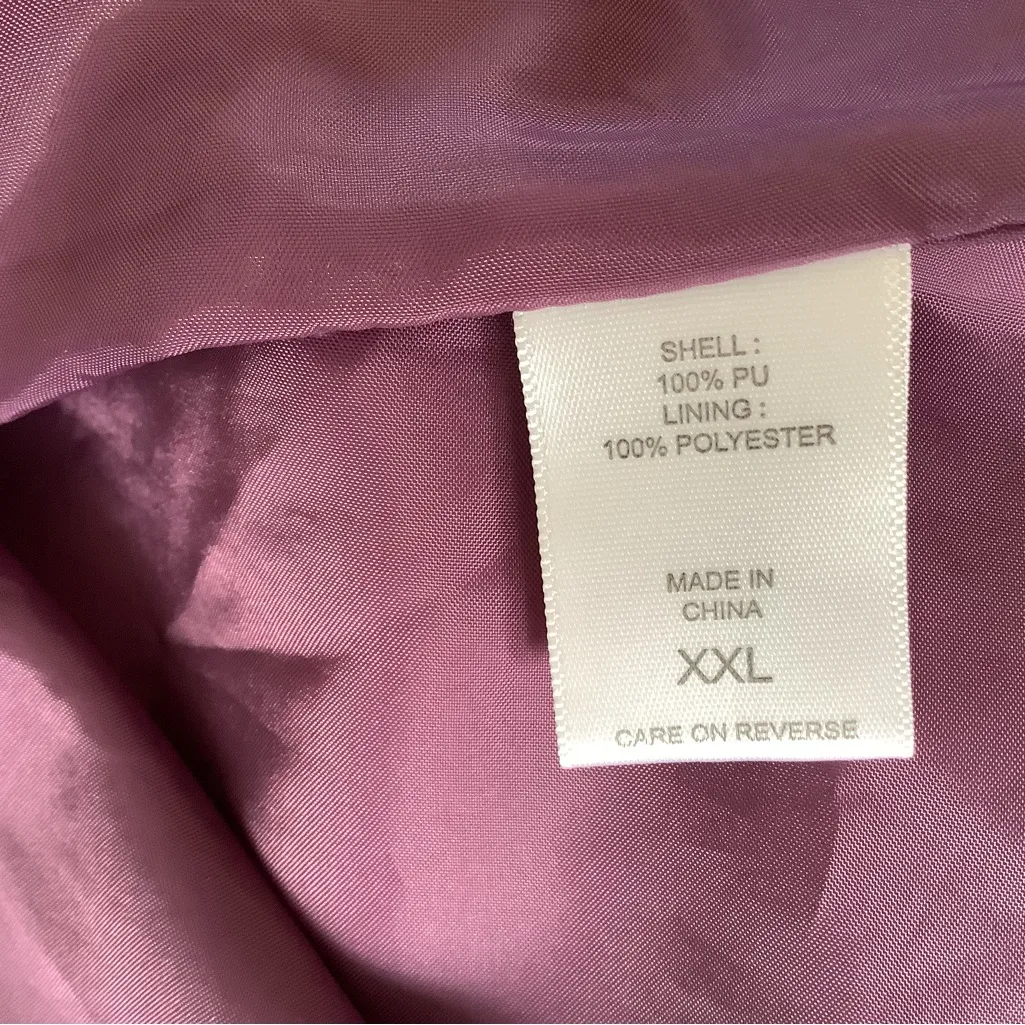 SHELL :
100% PU
LINING :
100% POLYESTER
MADE IN
CHINA
XXL
CARE ON REVERSE